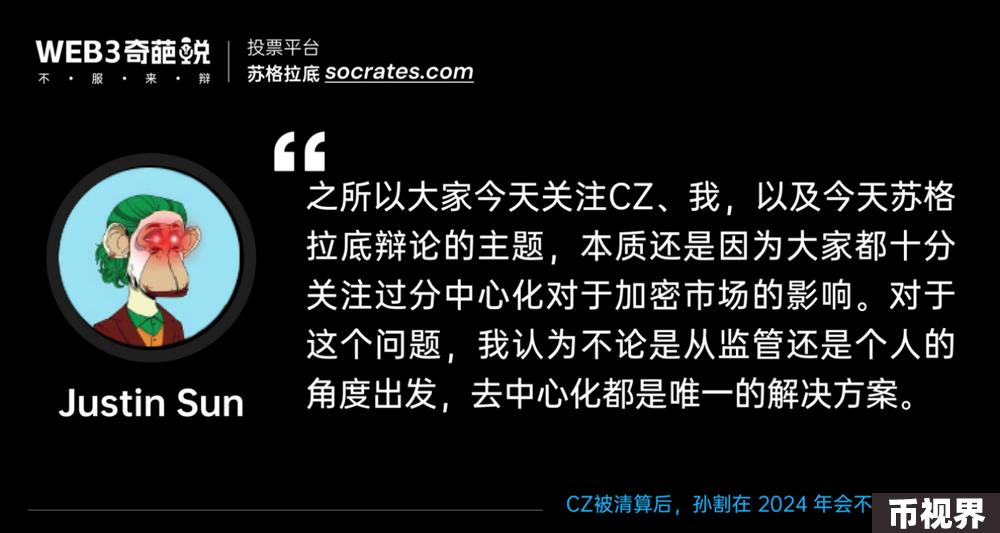 WEB3奇葩说
不·服·来·辩
投票平台
苏格拉底 socrates.com
之所以大家今天关注CZ、我，以及今天苏格
拉底辩论的主题，本质还是因为大家都十分
关注过分中心化对于加密市场的影响。对于
这个问题，我认为不论是从监管还是个人的
角度出发，去中心化都是唯一的解决方案。
Justin Sun
CZ被清算后，孙割在 2024 年会不
币视界